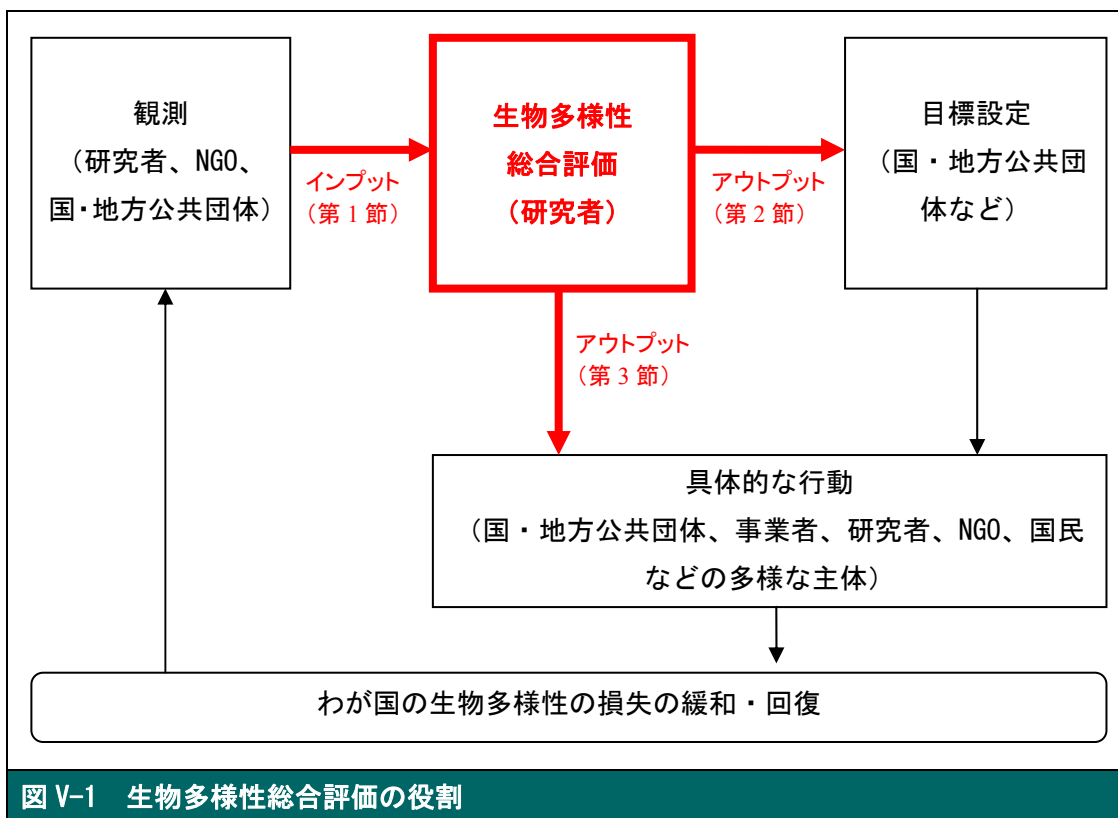 観測
（研究者、NGO、
国・地方公共団体）
インプット
（第 1 節）
生物多様性
総合評価
（研究者）
アウトプット
（第 2 節）
目標設定
（国・地方公共団
体など）
アウトプット
（第 3 節）
具体的な行動
（国・地方公共団体、事業者、研究者、NGO、国民
などの多様な主体）
わが国の生物多様性の損失の緩和・回復
図 V-1　生物多様性総合評価の役割